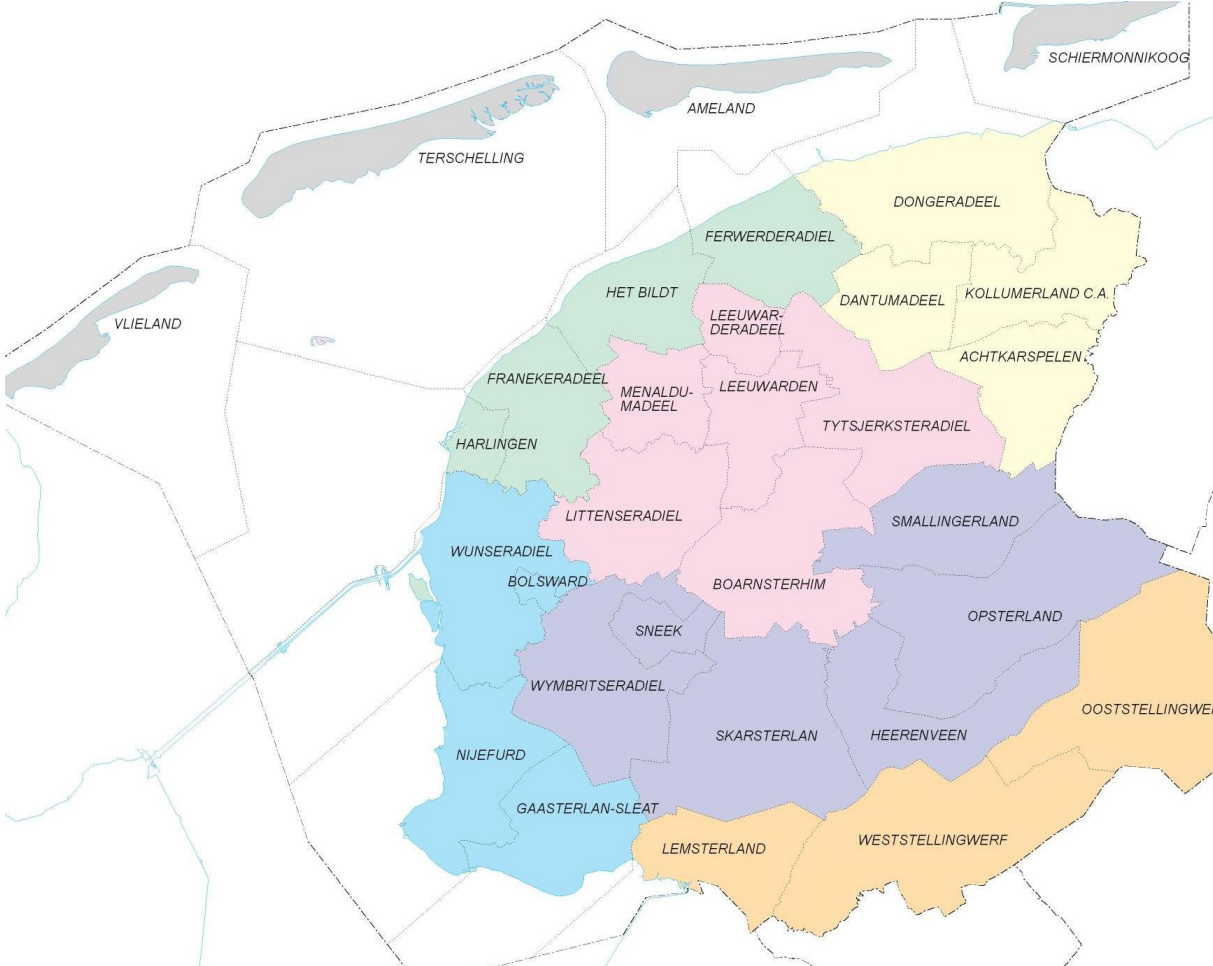 SCHIERMONNIKOOG
AMELAND
TERSCHELLING
DONGERADEEL
FERWERDERADIEL
HET BILDT
DANTUMADEEL
KOLLUMERLAND C.A.
VLIELAND
LEEUWAR-
DERADEEL
ACHTKARSPELEN
FRANEKERADEEL
MENALDU-
MADEEL
LEEUWARDEN
TYTSJERKSTERADIEL
HARLINGEN
LITTENSERADIEL
SMALLINGERLAND
WUNSERADIEL
BOLSWARD
BOARNSTERHIM
OPSTERLAND
SNEEK
WYMBRITSERADIEL
OOSTSTELLINGWE
SKARSTERLAN
HEERENVEEN
NIJEFURD
GAASTERLAN-SLEAT
LEMSTERLAND
WESTSTELLINGWERF